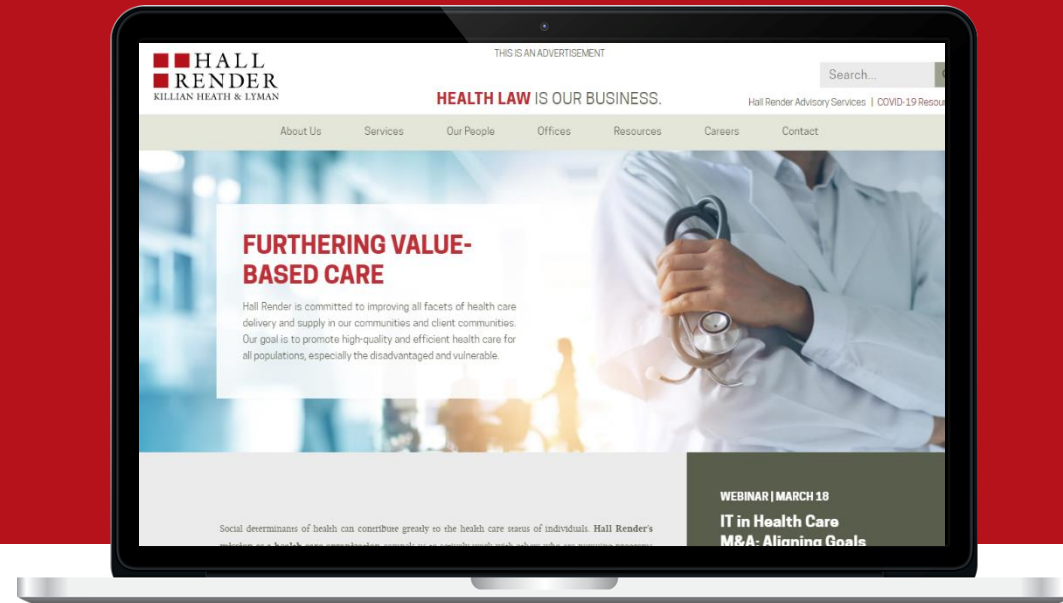 HALL
RENDER
KILLIAN HEATH & LYMAN
THIS IS AN ADVERTISEMENT
HEALTH LAW IS OUR BUSINESS.
Search...
Hall Render Advisory Services | COVID-19 Resour
About Us Services Our People Offices Resources Careers Contact
FURTHERING VALUE-
BASED CARE
Hall Render is committed to improving all facets of health care
delivery and supply in our communities and client communities.
Our goal is to promote high-quality and efficient health care for
all populations, especially the disadvantaged and vulnerable.
Social determinants of health can contribute greatly to the health care status of individuals. Hall Render's
WEBINAR | MARCH 18
IT in Health Care
M&A: Aligning Goals